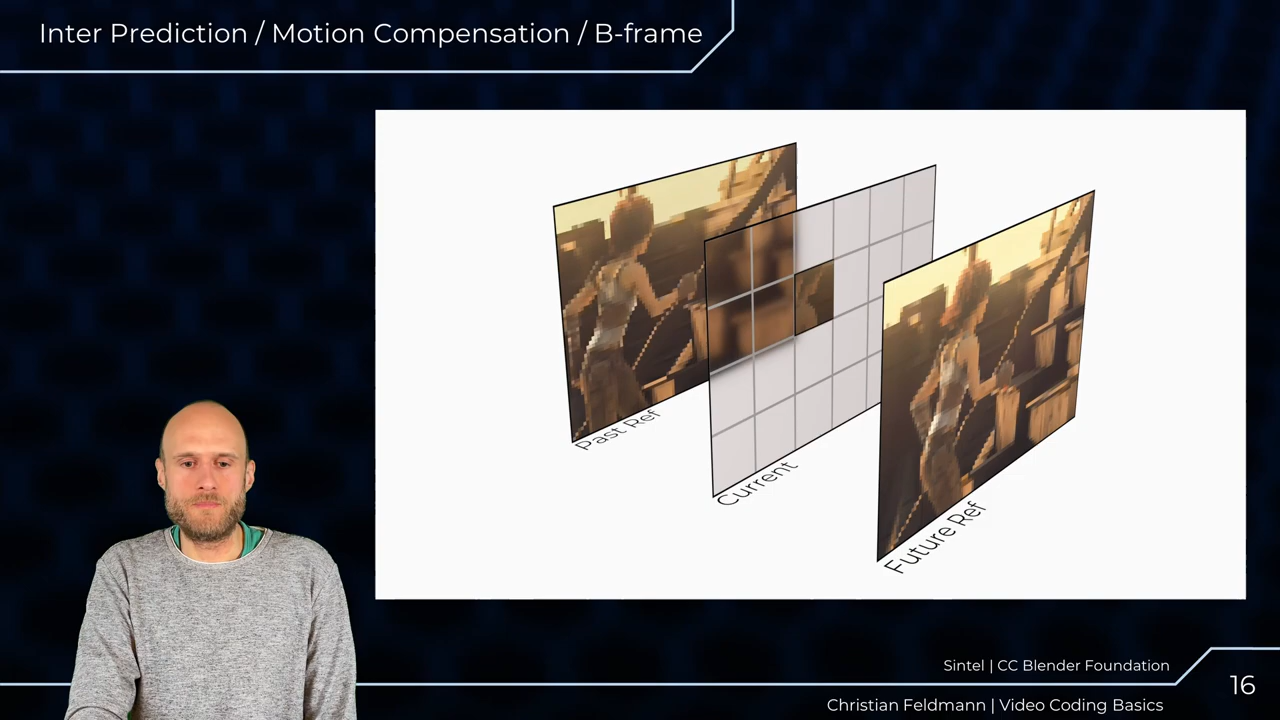 Inter Prediction / Motion Compensation / B-frame
Past Ref
Current
Future Ref
Sintel | CC Blender Foundation
16
Christian Feldmann | Video Coding Basics